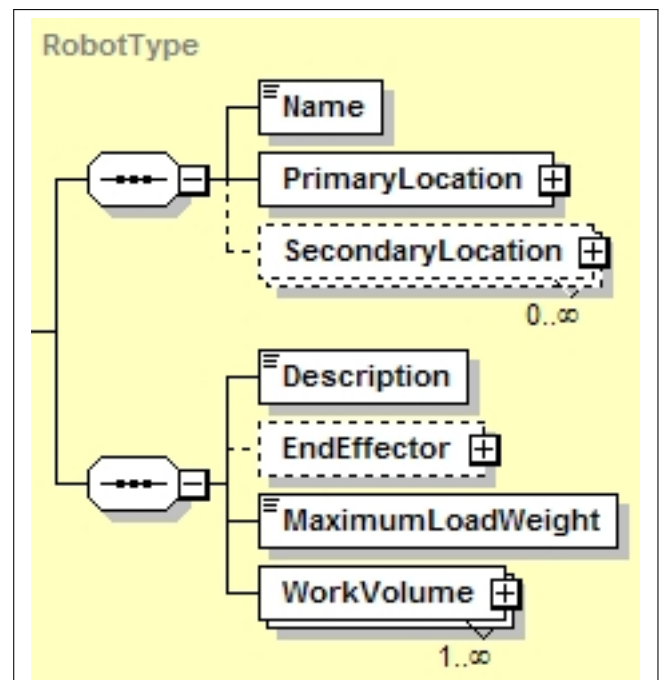 RobotType
Name
PrimaryLocation
SecondaryLocation
0..∞
Description
EndEffector
MaximumLoadWeight
WorkVolume
1..∞